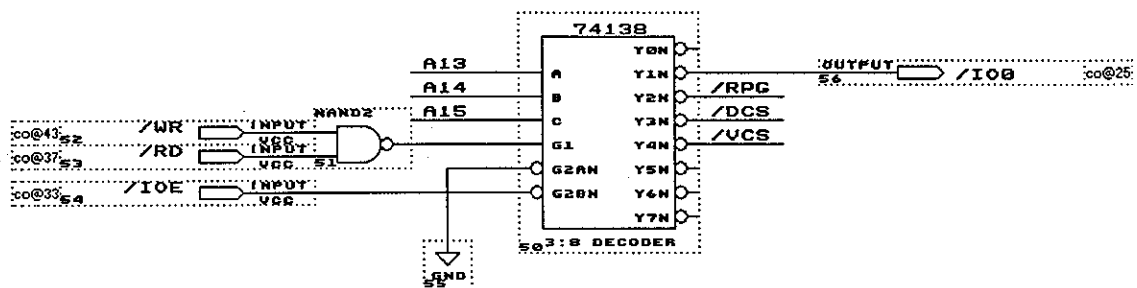 74138
Y0N
A13 A Y1N OUTPUT 56 /IO0 co@25
A14 B Y2N /RPG
A15 C Y3N /DCS
NAND2
co@43 52 /WR INPUT VCC G1 Y4N /VCS
co@37 53 /RD INPUT VCC 51 G2AN Y5N
co@33 54 /IOE INPUT VCC G2BN Y6N
Y7N
50 3:8 DECODER
GND
55